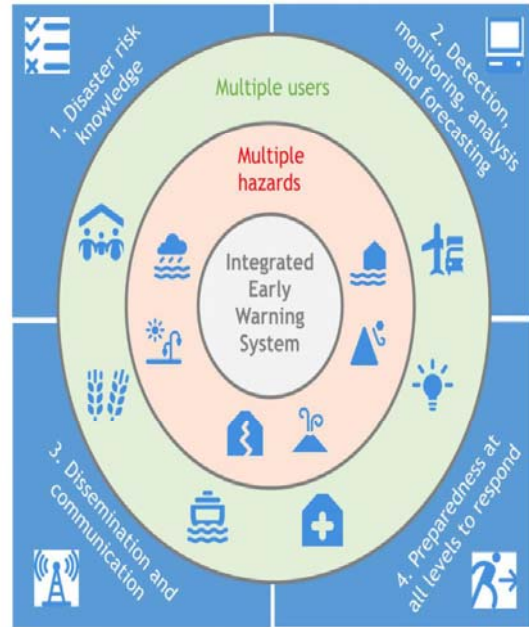 1. Disaster risk
knowledge
2. Detection,
monitoring, analysis
and forecasting
Multiple users
Multiple
hazards
Integrated
Early
Warning
System
3. Dissemination and
communication
4. Preparedness at
all levels to respond